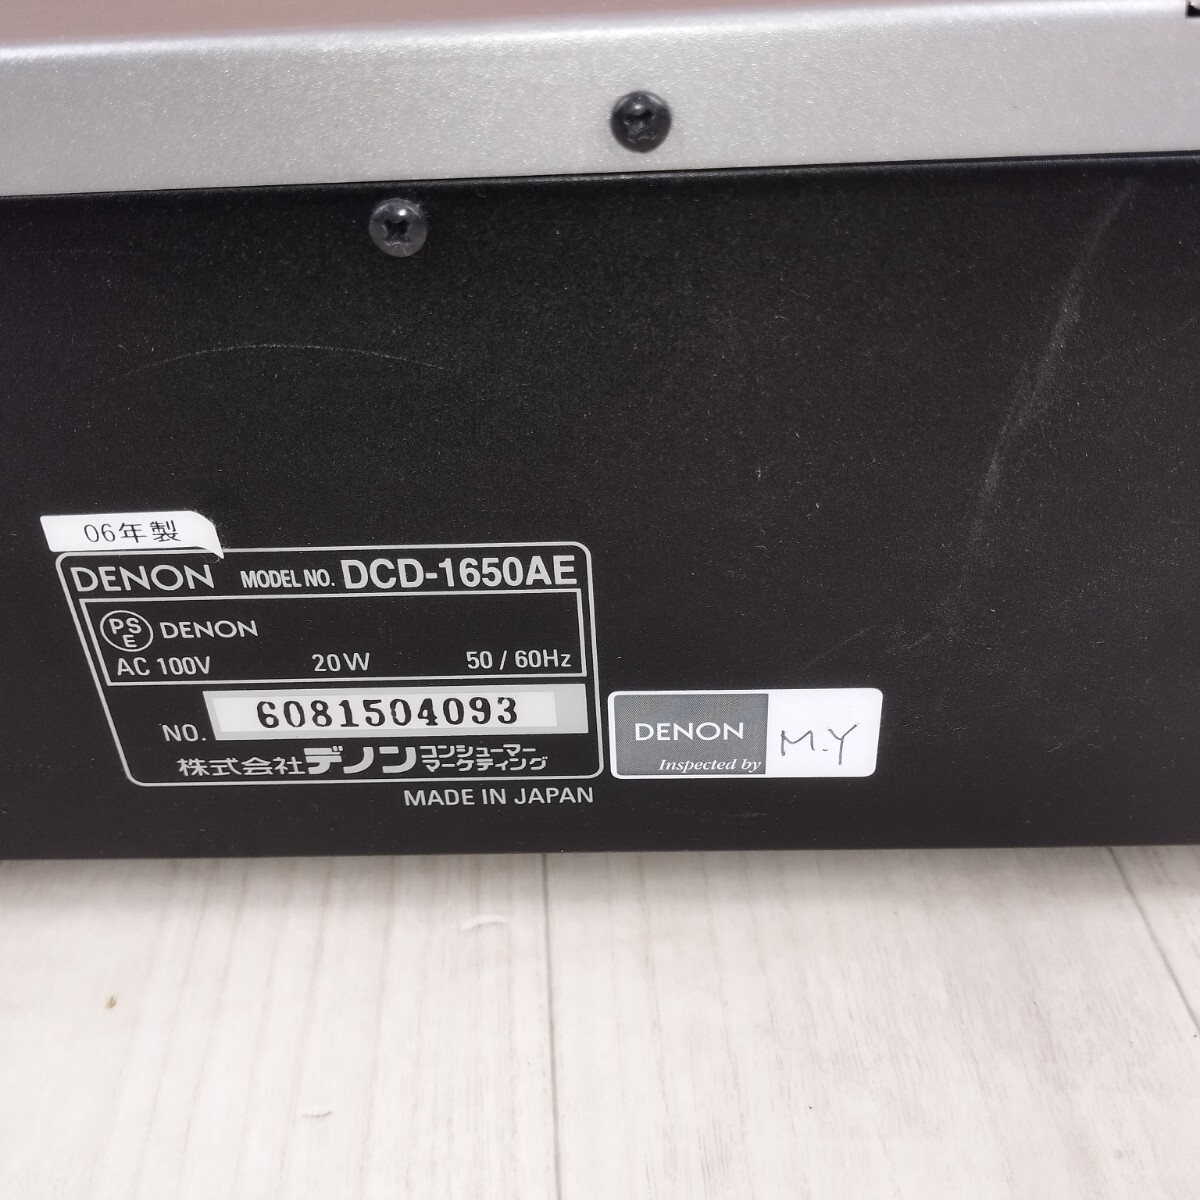 06年製
DENON MODEL NO. DCD-1650AE
PSE DENON
AC 100V 20W 50 / 60Hz
NO. 6081504093
株式会社デノン コンシューマー マーケティング
MADE IN JAPAN
DENON
Inspected by M.Y